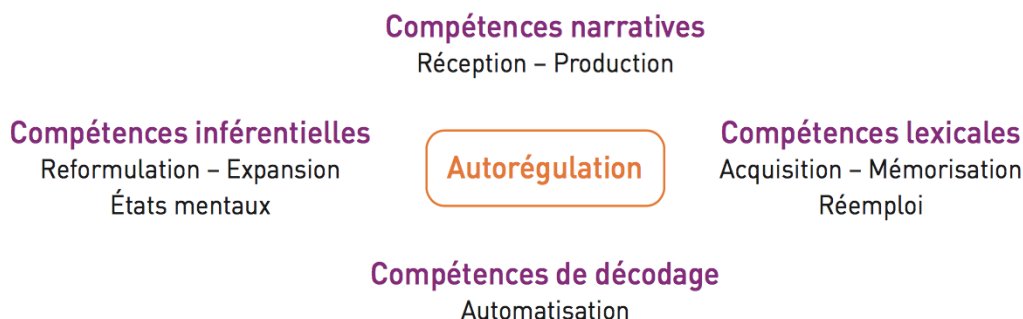 Compétences narratives
Réception – Production
Compétences inférentielles
Reformulation – Expansion
États mentaux
Autorégulation
Compétences lexicales
Acquisition – Mémorisation
Réemploi
Compétences de décodage
Automatisation